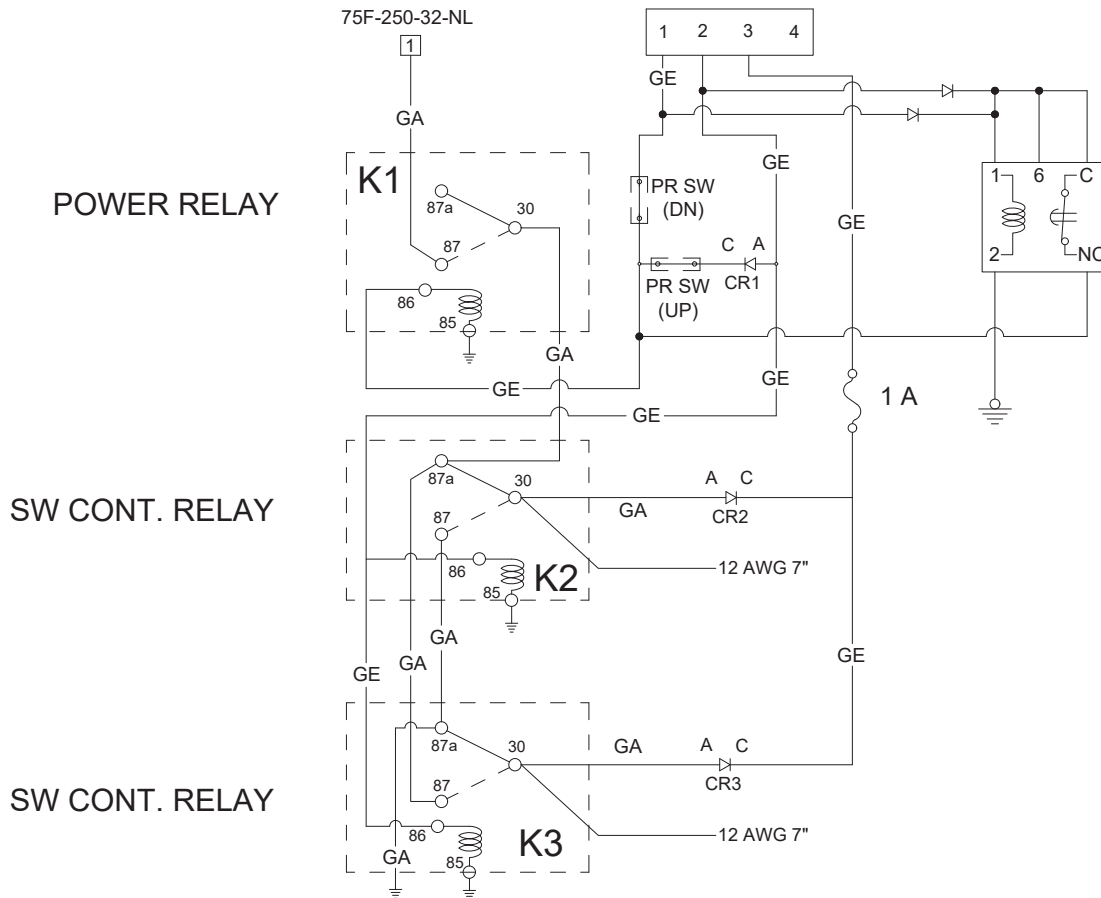 75F-250-32-NL
1
1 2 3 4
GE
GA
GE
K1
POWER RELAY
87a
30
87
86
85
PR SW
(DN)
C A
CR1
PR SW
(UP)
GE
1 6 C
2 NC
GA
GE
GE
GE
1 A
SW CONT. RELAY
87a
30
87
86
85
K2
GA
A C
CR2
12 AWG 7"
GA
GA
GE
GE
SW CONT. RELAY
87a
30
87
86
85
K3
GA
GA
A C
CR3
12 AWG 7"